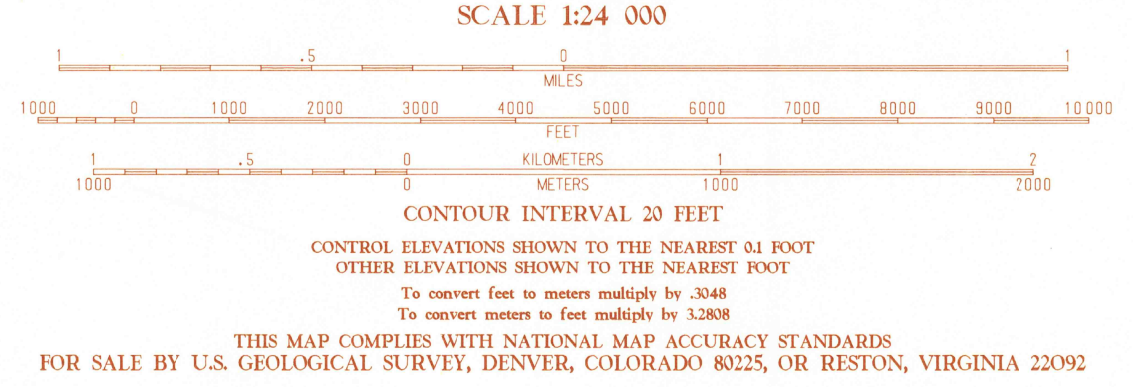 SCALE 1:24 000
1 .5 0 1
MILES
1000 0 1000 2000 3000 4000 5000 6000 7000 8000 9000 10 000
FEET
1 .5 0 KILOMETERS 1 2
1000 0 METERS 1000 2000
CONTOUR INTERVAL 20 FEET
CONTROL ELEVATIONS SHOWN TO THE NEAREST 0.1 FOOT
OTHER ELEVATIONS SHOWN TO THE NEAREST FOOT
To convert feet to meters multiply by .3048
To convert meters to feet multiply by 3.2808
THIS MAP COMPLIES WITH NATIONAL MAP ACCURACY STANDARDS
FOR SALE BY U.S. GEOLOGICAL SURVEY, DENVER, COLORADO 80225, OR RESTON, VIRGINIA 22092